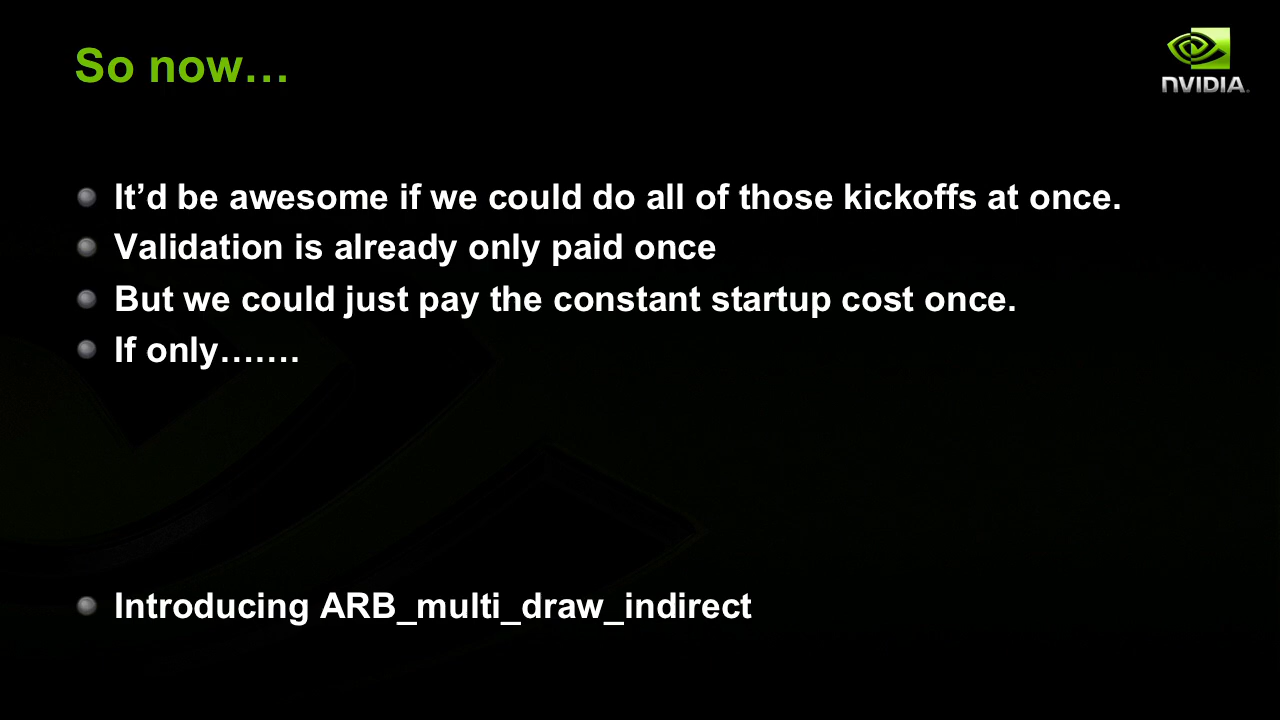 So now…
NVIDIA
It’d be awesome if we could do all of those kickoffs at once.
Validation is already only paid once
But we could just pay the constant startup cost once.
If only…….
Introducing ARB_multi_draw_indirect